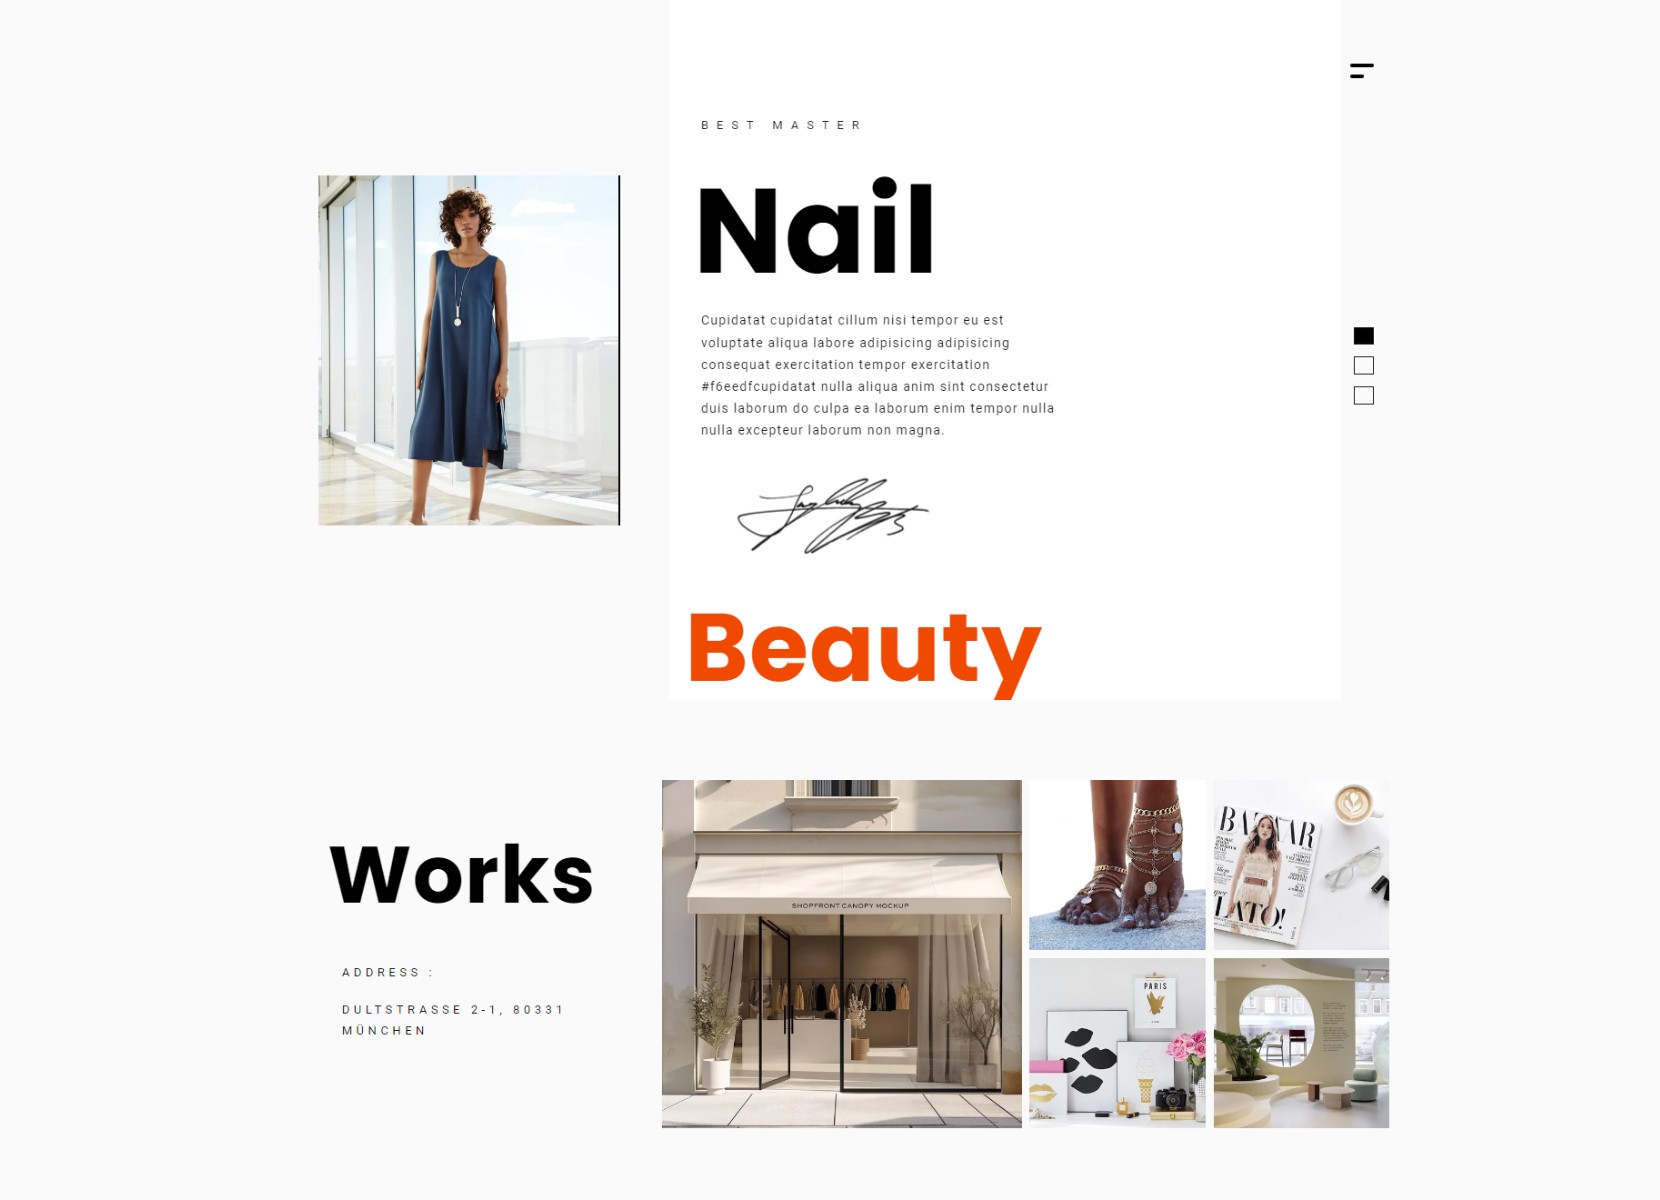 BEST MASTER
Nail
Cupidatat cupidatat cillum nisi tempor eu est
voluptate aliqua labore adipisicing adipisicing
consequat exercitation tempor exercitation
#f6eedfcupidatat nulla aliqua anim sint consectetur
duis laborum do culpa ea laborum enim tempor nulla
nulla excepteur laborum non magna.
Beauty
Works
ADDRESS :
DULTSTRASSE 2-1, 80331
MÜNCHEN
SHOPFRONT CANOPY MOCKUP
PARIS